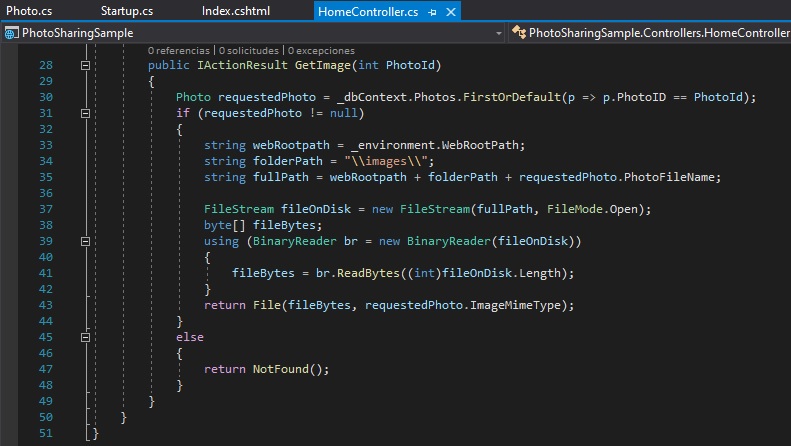 Photo.cs Startup.cs Index.cshtml HomeController.cs
PhotoSharingSample PhotoSharingSample.Controllers.HomeController
0 referencias | 0 solicitudes | 0 excepciones
28 public IActionResult GetImage(int PhotoId)
29 {
30 Photo requestedPhoto = _dbContext.Photos.FirstOrDefault(p => p.PhotoID == PhotoId);
31 if (requestedPhoto != null)
32 {
33 string webRootpath = _environment.WebRootPath;
34 string folderPath = "\\images\\";
35 string fullPath = webRootpath + folderPath + requestedPhoto.PhotoFileName;
36
37 FileStream fileOnDisk = new FileStream(fullPath, FileMode.Open);
38 byte[] fileBytes;
39 using (BinaryReader br = new BinaryReader(fileOnDisk))
40 {
41 fileBytes = br.ReadBytes((int)fileOnDisk.Length);
42 }
43 return File(fileBytes, requestedPhoto.ImageMimeType);
44 }
45 else
46 {
47 return NotFound();
48 }
49 }
50 }
51 }